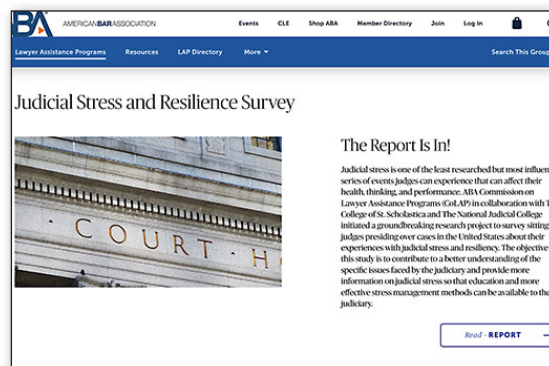 ABA AMERICANBARASSOCIATION Events CLE Shop ABA Member Directory Join Log In
Lawyer Assistance Programs Resources LAP Directory More Search This Group
Judicial Stress and Resilience Survey
COURT · H
The Report Is In!
Judicial stress is one of the least researched but most influen
series of events judges can experience that can affect their
health, thinking, and performance. ABA Commission on
Lawyer Assistance Programs (CoLAP) in collaboration with T
College of St. Scholastica and The National Judicial College
initiated a groundbreaking research project to survey sitting
judges presiding over cases in the United States about their
experiences with judicial stress and resiliency. The objective
this study is to contribute to a better understanding of the
specific issues faced by the judiciary and provide more
information on judicial stress so that education and more
effective stress management methods can be available to the
judiciary.
Read - REPORT